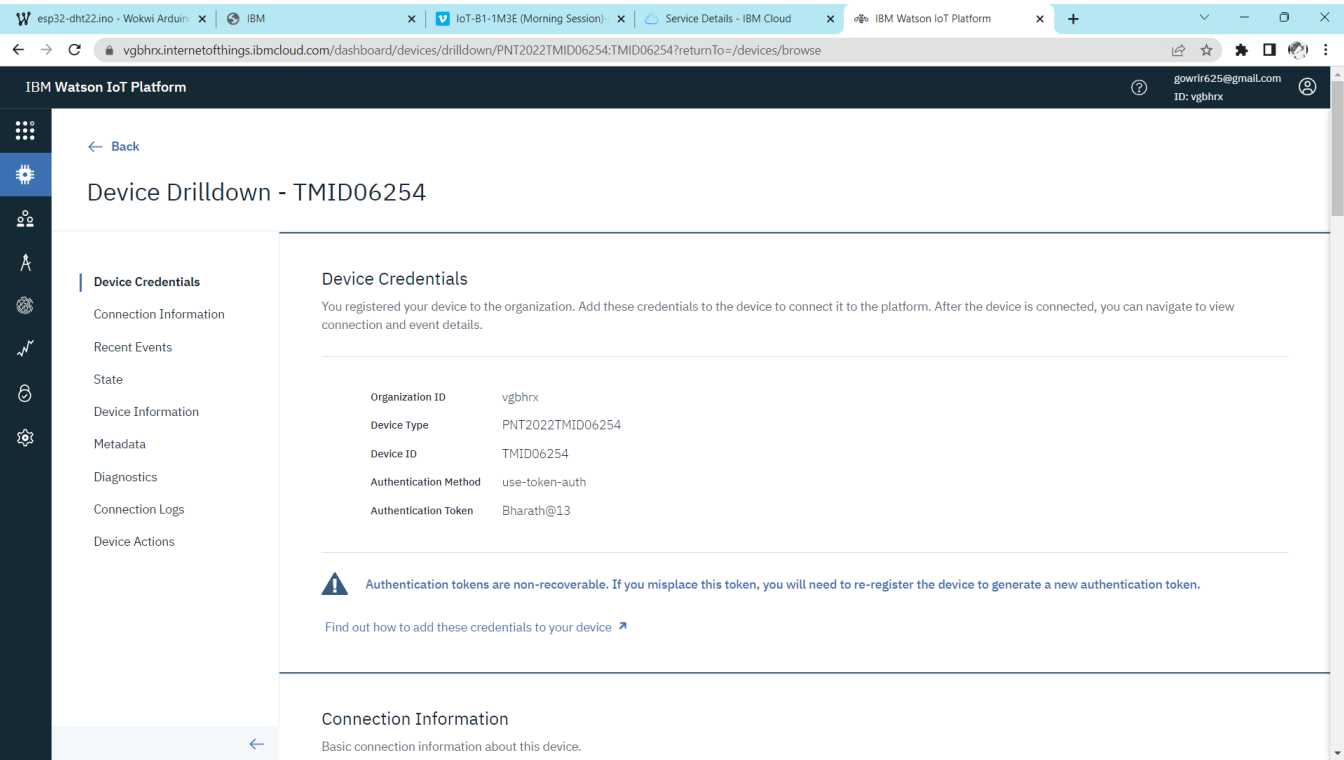 esp32-dht22.ino - Wokwi Arduin
IBM
IoT-B1-1M3E (Morning Session)-
Service Details - IBM Cloud
IBM Watson IoT Platform
vgbhrx.internetofthings.ibmcloud.com/dashboard/devices/drilldown/PNT2022TMID06254:TMID06254?returnTo=/devices/browse
IBM Watson IoT Platform
gowrir625@gmail.com
ID: vgbhrx
Back
Device Drilldown - TMID06254
Device Credentials
Connection Information
Recent Events
State
Device Information
Metadata
Diagnostics
Connection Logs
Device Actions
Device Credentials
You registered your device to the organization. Add these credentials to the device to connect it to the platform. After the device is connected, you can navigate to view
connection and event details.
Organization ID vgbhrx
Device Type PNT2022TMID06254
Device ID TMID06254
Authentication Method use-token-auth
Authentication Token Bharath@13
Authentication tokens are non-recoverable. If you misplace this token, you will need to re-register the device to generate a new authentication token.
Find out how to add these credentials to your device
Connection Information
Basic connection information about this device.